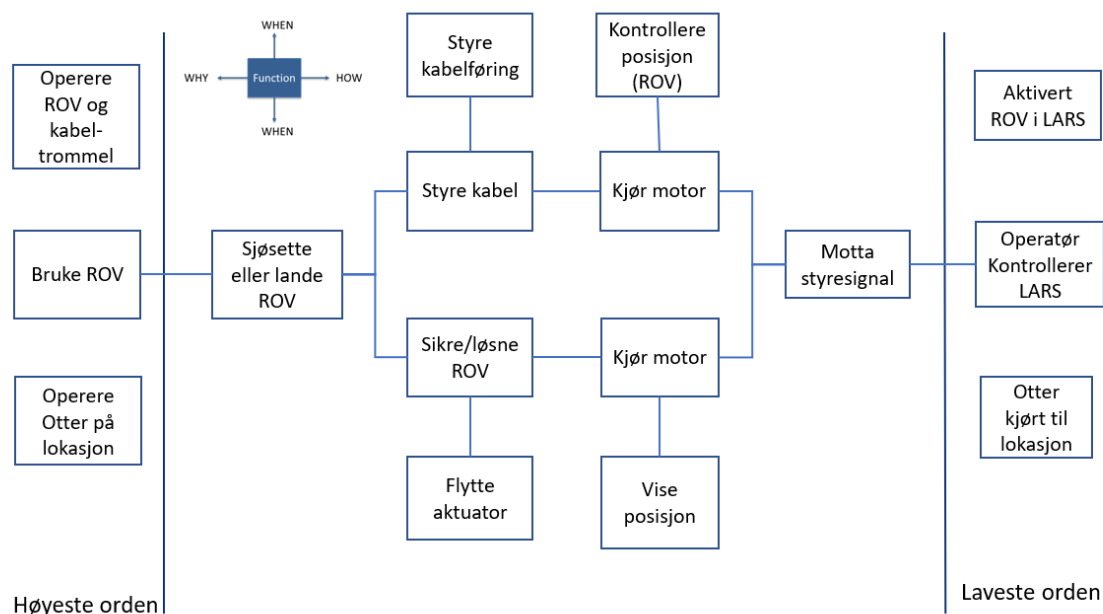 WHEN
WHY
Function
HOW
WHEN
Operere
ROV og
kabel-
trommel
Styre
kabelføring
Kontrollere
posisjon
(ROV)
Aktivert
ROV i LARS
Styre kabel
Kjør motor
Bruke ROV
Sjøsette
eller lande
ROV
Motta
styresignal
Operatør
Kontrollerer
LARS
Sikre/løsne
ROV
Kjør motor
Operere
Otter på
lokasjon
Otter
kjørt til
lokasjon
Flytte
aktuator
Vise
posisjon
Høyeste orden
Laveste orden